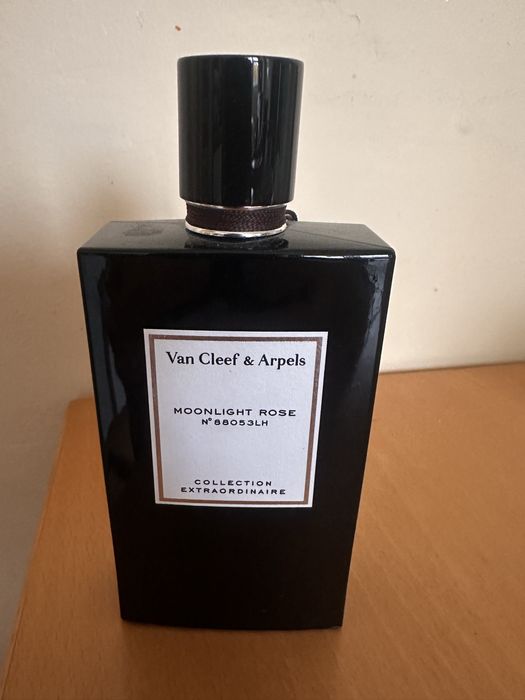 Van Cleef & Arpels
MOONLIGHT ROSE
N°88053LH
COLLECTION
EXTRAORDINAIRE